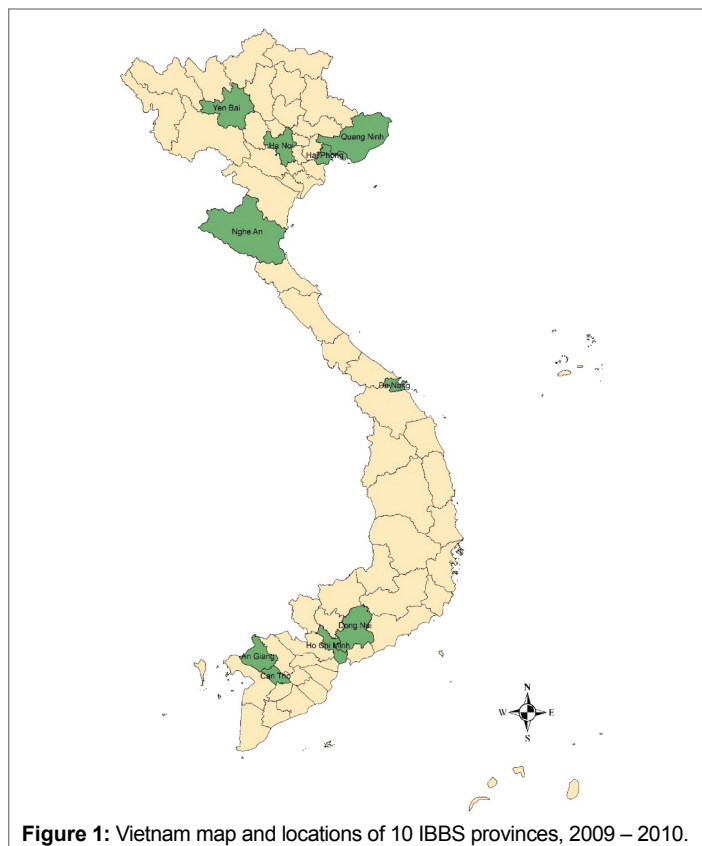 Yen Bai
Quang Ninh
Ha Noi
Hai Phong
Nghe An
Da Nang
Dong Nai
Ho Chi Minh
An Giang
Can Tho
N
W E
S
Figure 1: Vietnam map and locations of 10 IBBS provinces, 2009 – 2010.